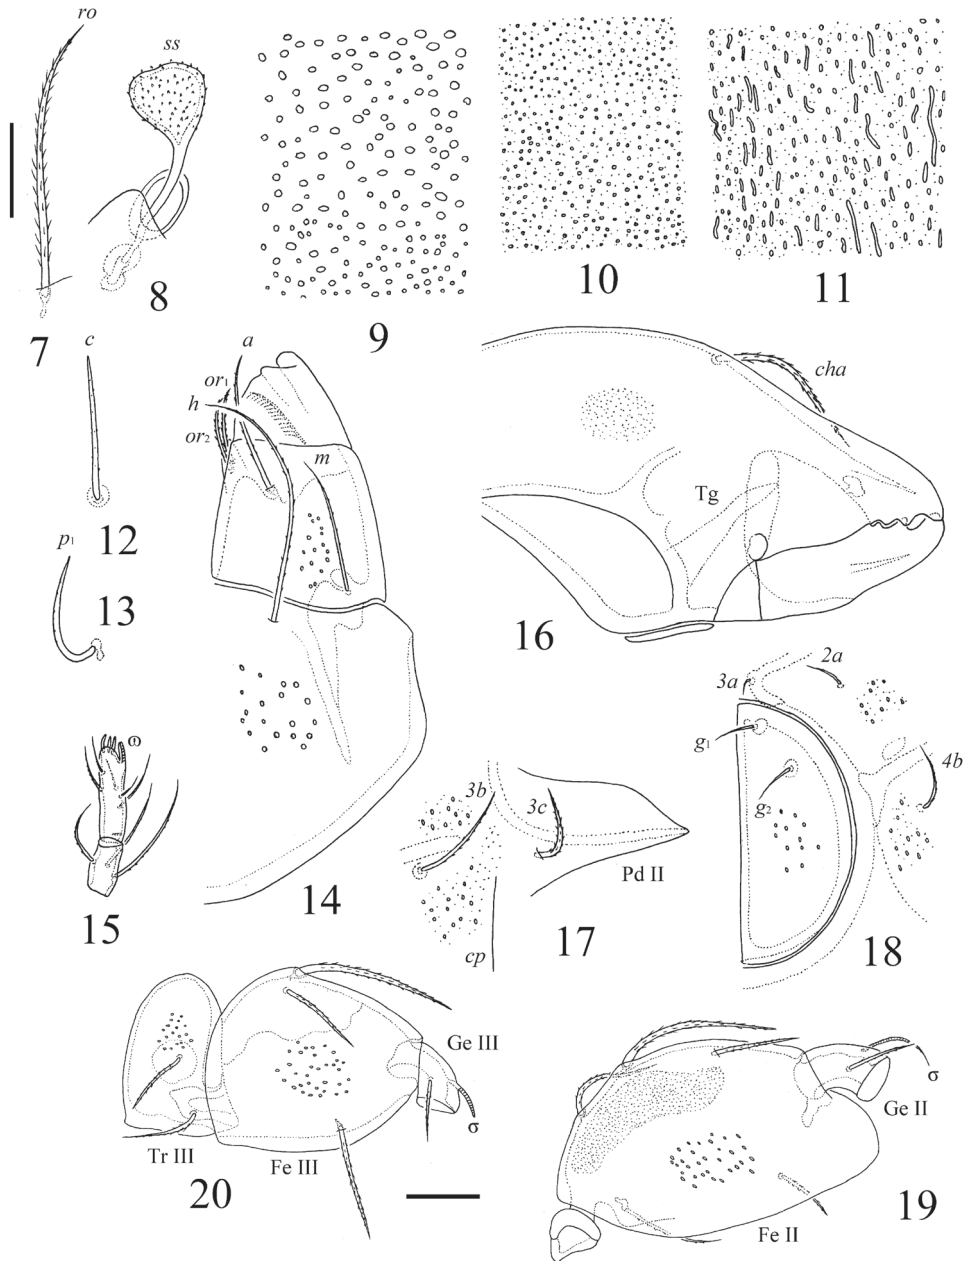 ro
ss
7
8
9
10
11
c
12
p1
13
a
or1
h
or2
m
14
ω
15
cha
Tg
16
3b
3c
Pd II
cp
17
3a
2a
g1
g2
4b
18
Ge III
σ
Tr III
Fe III
20
σ
Ge II
Fe II
19